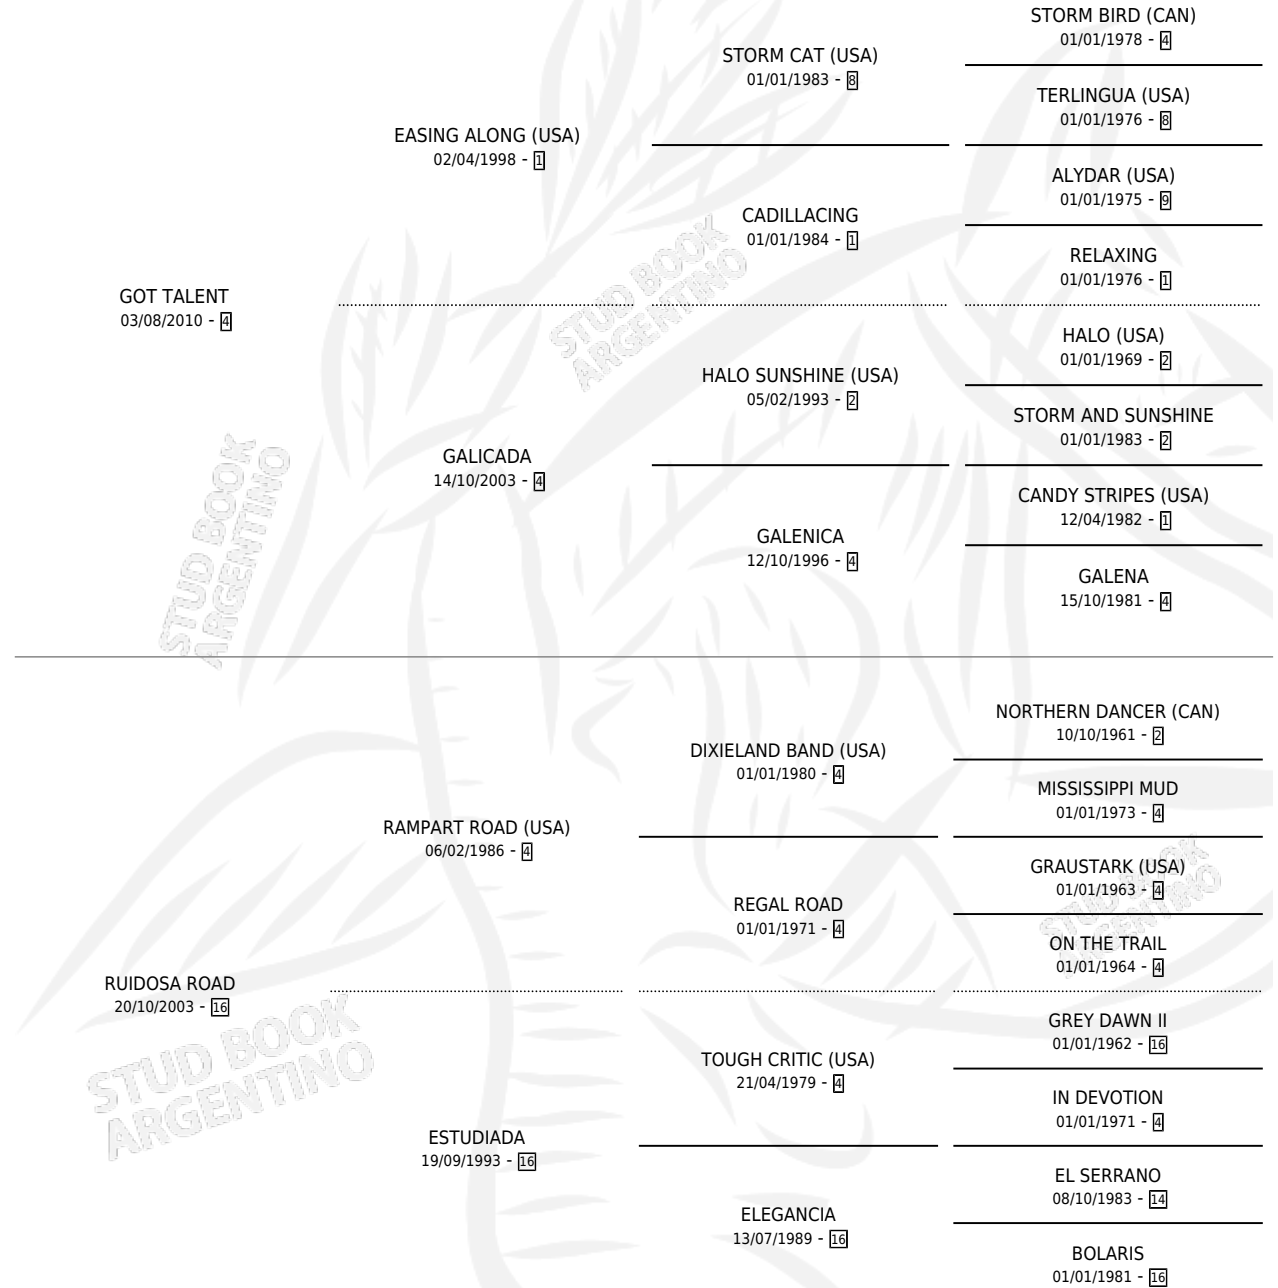 STORM BIRD (CAN)
01/01/1978 - 4
STORM CAT (USA)
01/01/1983 - 8
TERLINGUA (USA)
01/01/1976 - 8
EASING ALONG (USA)
02/04/1998 - 1
ALYDAR (USA)
01/01/1975 - 9
CADILLACING
01/01/1984 - 1
RELAXING
01/01/1976 - 1
GOT TALENT
03/08/2010 - 4
HALO (USA)
01/01/1969 - 2
HALO SUNSHINE (USA)
05/02/1993 - 2
STORM AND SUNSHINE
01/01/1983 - 2
GALICADA
14/10/2003 - 4
CANDY STRIPES (USA)
12/04/1982 - 1
GALENICA
12/10/1996 - 4
GALENA
15/10/1981 - 4
STUD BOOK
ARGENTINO
STUD BOOK
ARGENTINO
NORTHERN DANCER (CAN)
10/10/1961 - 2
DIXIELAND BAND (USA)
01/01/1980 - 4
MISSISSIPPI MUD
01/01/1973 - 4
RAMPART ROAD (USA)
06/02/1986 - 4
GRAUSTARK (USA)
01/01/1963 - 4
REGAL ROAD
01/01/1971 - 4
ON THE TRAIL
01/01/1964 - 4
STUD BOOK
ARGENTINO
RUIDOSA ROAD
20/10/2003 - 16
GREY DAWN II
01/01/1962 - 16
TOUGH CRITIC (USA)
21/04/1979 - 4
IN DEVOTION
01/01/1971 - 4
STUD BOOK
ARGENTINO
ESTUDIADA
19/09/1993 - 16
EL SERRANO
08/10/1983 - 14
ELEGANCIA
13/07/1989 - 16
BOLARIS
01/01/1981 - 16